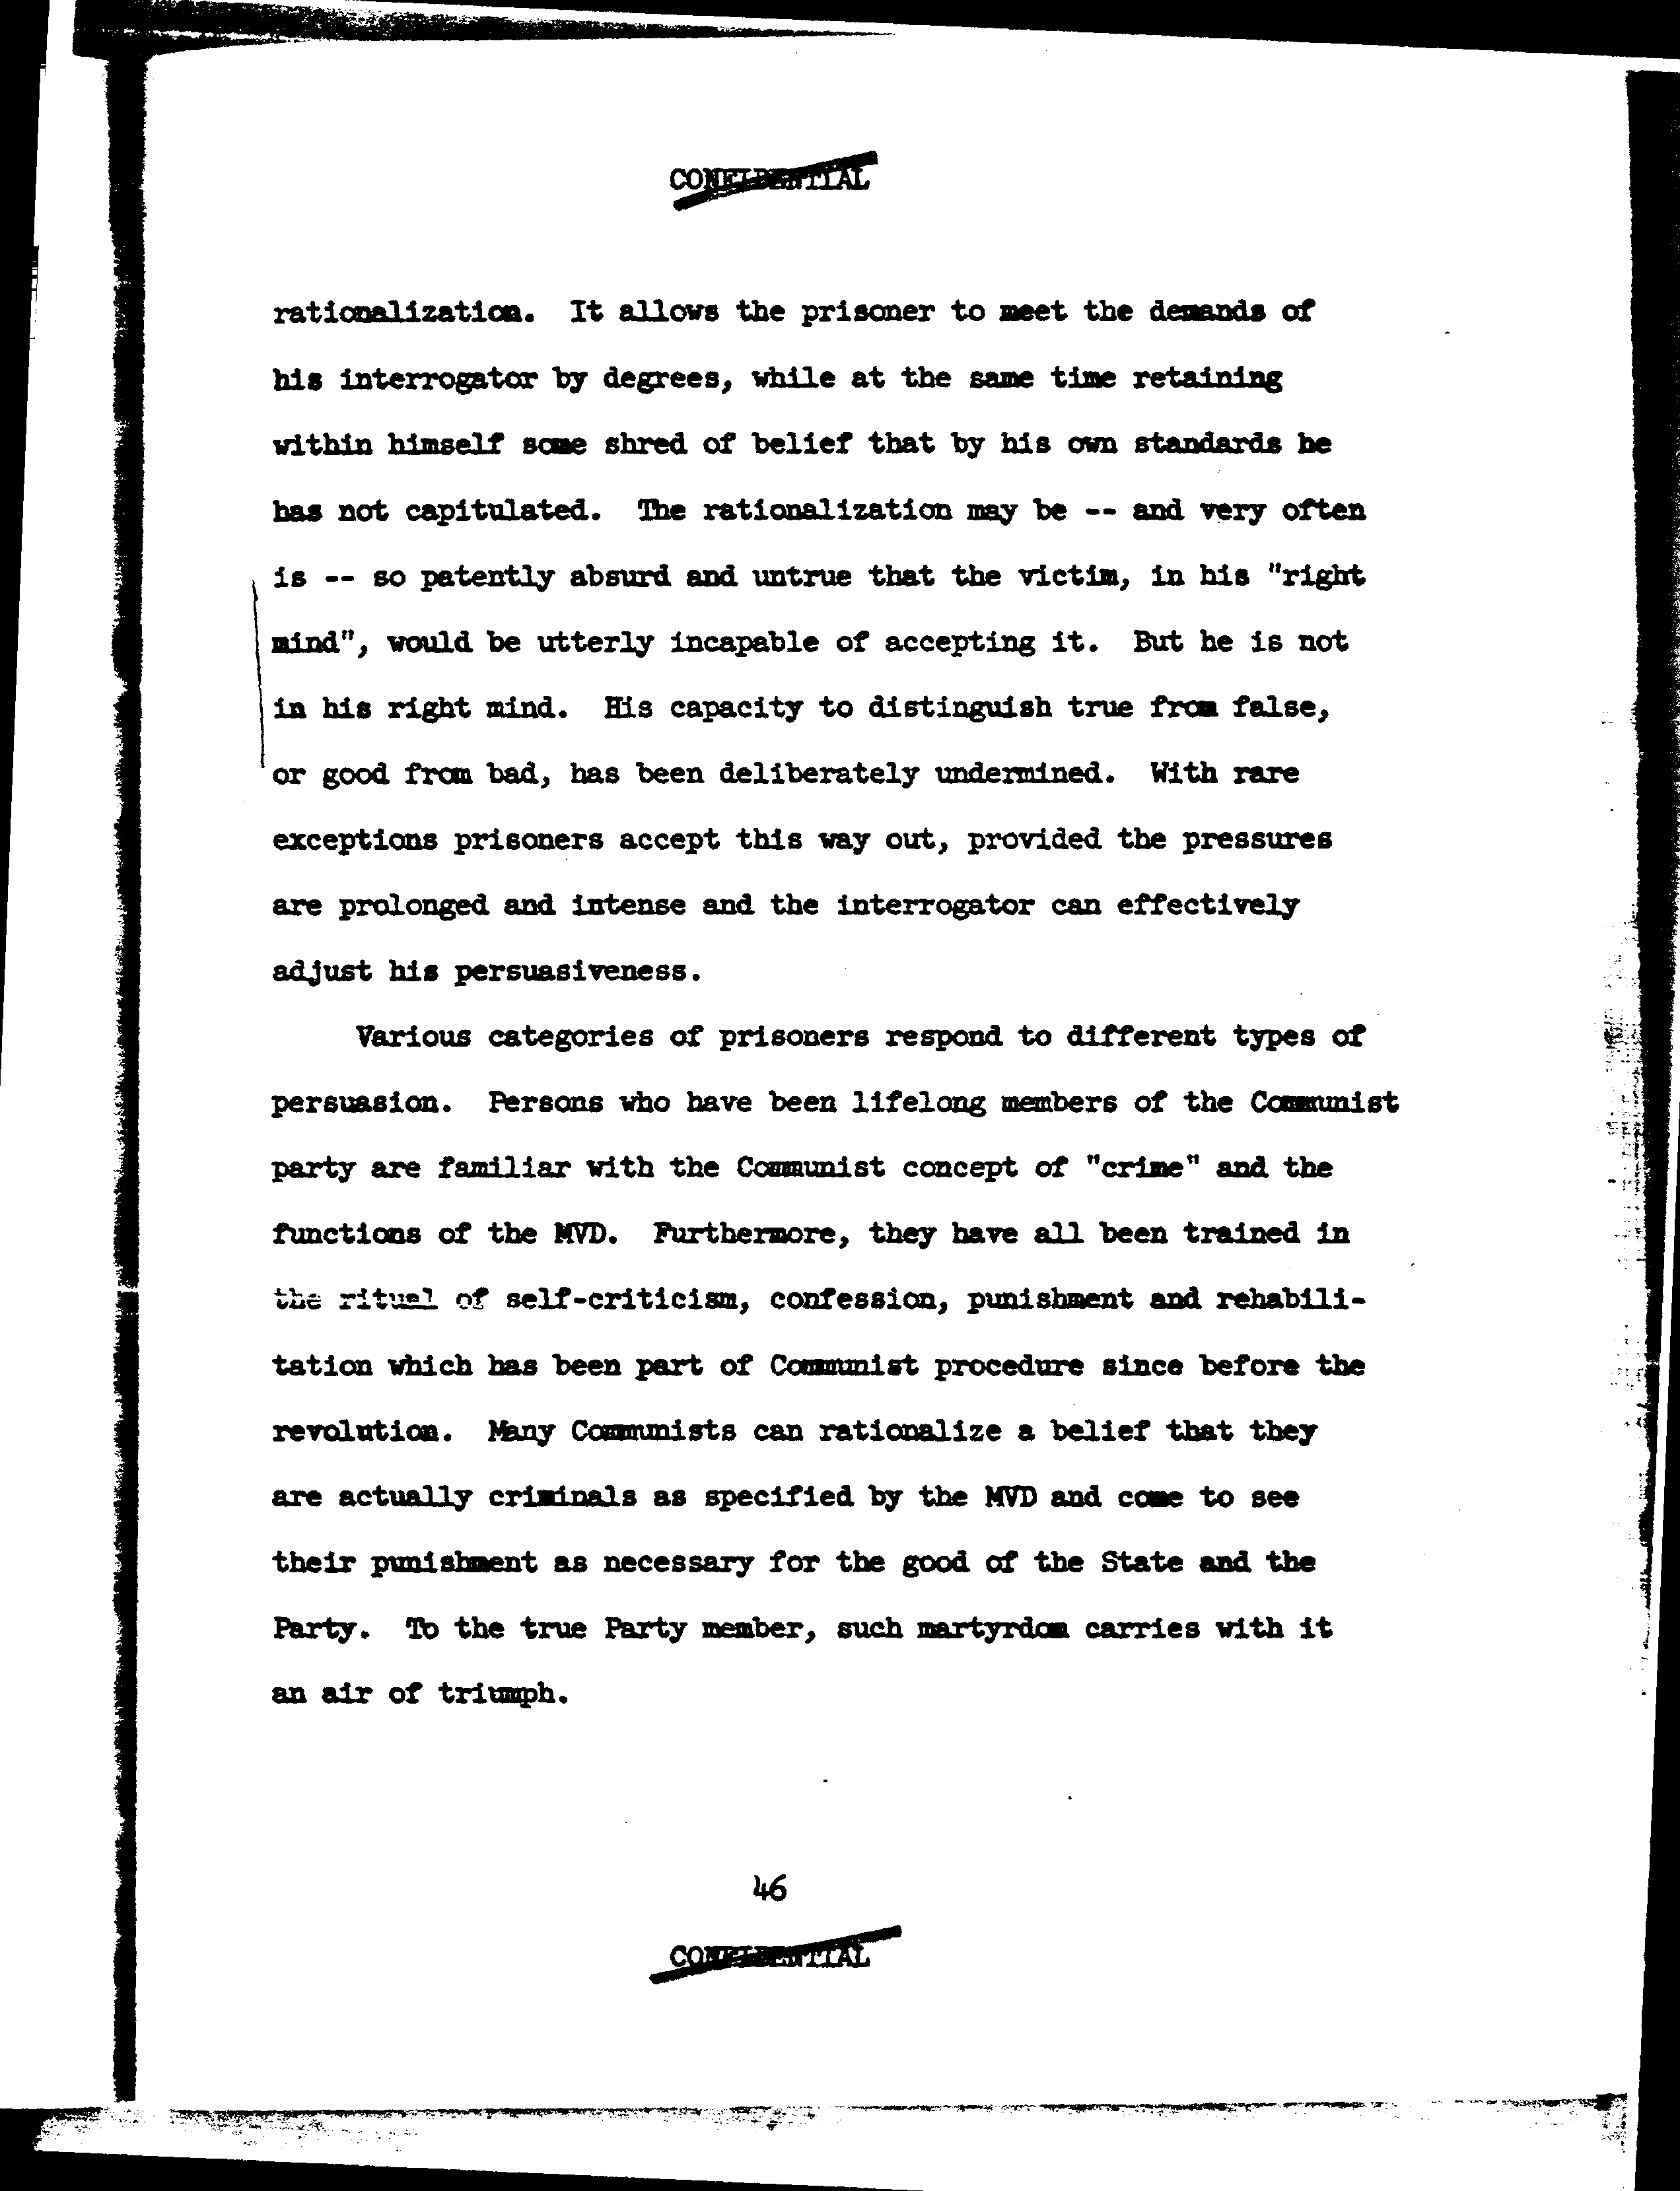 CONFIDENTIAL
rationalization. It allows the prisoner to meet the demands of
his interrogator by degrees, while at the same time retaining
within himself some shred of belief that by his own standards he
has not capitulated. The rationalization may be -- and very often
is -- so patently absurd and untrue that the victim, in his "right
mind", would be utterly incapable of accepting it. But he is not
in his right mind. His capacity to distinguish true from false,
or good from bad, has been deliberately undermined. With rare
exceptions prisoners accept this way out, provided the pressures
are prolonged and intense and the interrogator can effectively
adjust his persuasiveness.
Various categories of prisoners respond to different types of
persuasion. Persons who have been lifelong members of the Communist
party are familiar with the Communist concept of "crime" and the
functions of the MVD. Furthermore, they have all been trained in
the ritual of self-criticism, confession, punishment and rehabili-
tation which has been part of Communist procedure since before the
revolution. Many Communists can rationalize a belief that they
are actually criminals as specified by the MVD and come to see
their punishment as necessary for the good of the State and the
Party. To the true Party member, such martyrdom carries with it
an air of triumph.
46
CONFIDENTIAL